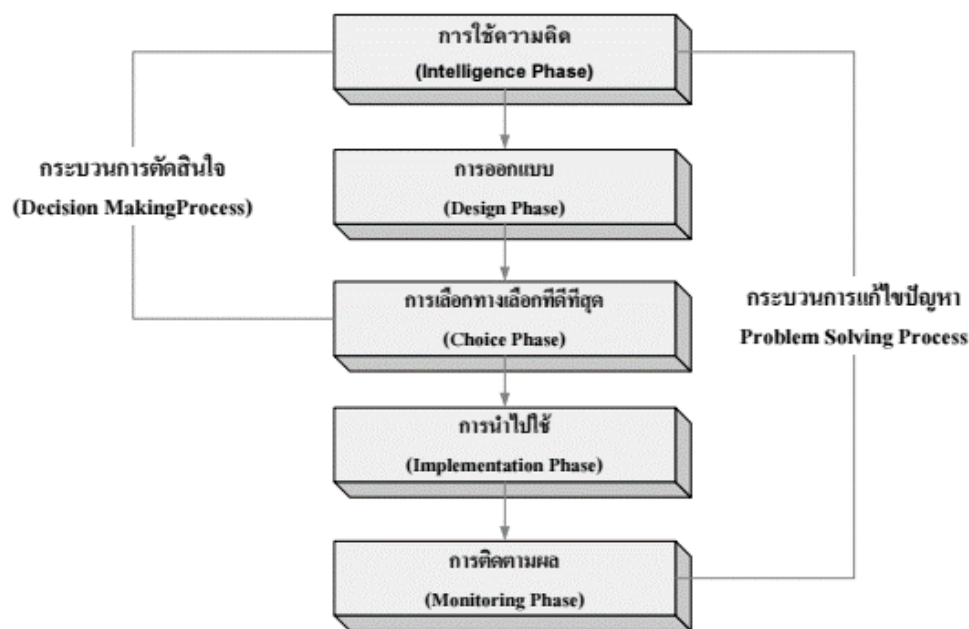 การใช้ความคิด
(Intelligence Phase)
กระบวนการตัดสินใจ
(Decision MakingProcess)
การออกแบบ
(Design Phase)
การเลือกทางเลือกที่ดีที่สุด
(Choice Phase)
กระบวนการแก้ไขปัญหา
Problem Solving Process
การนำไปใช้
(Implementation Phase)
การติดตามผล
(Monitoring Phase)